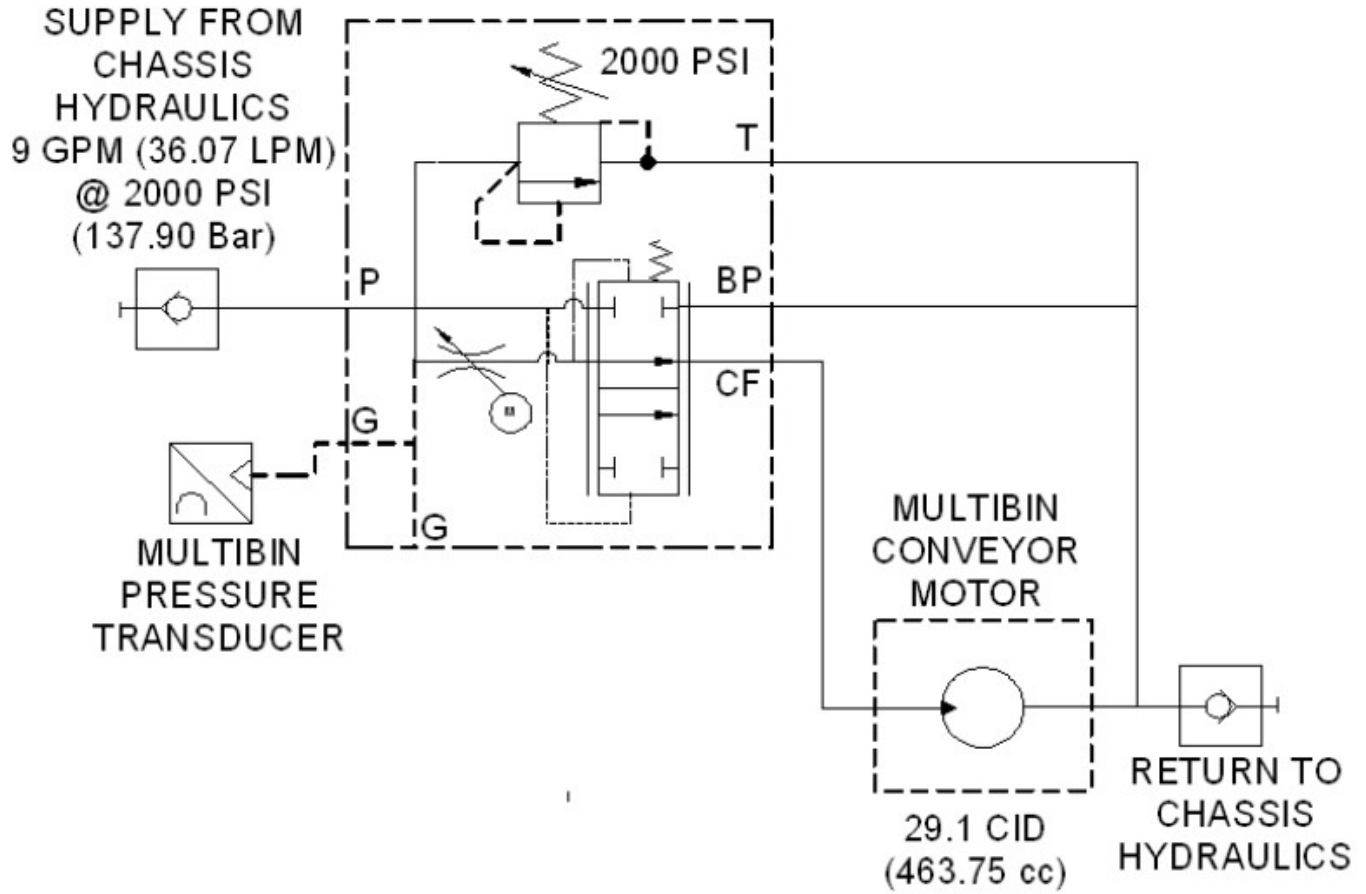 SUPPLY FROM
CHASSIS
HYDRAULICS
9 GPM (36.07 LPM)
@ 2000 PSI
(137.90 Bar)
2000 PSI
T
P
BP
CF
M
G
G
MULTIBIN
PRESSURE
TRANSDUCER
MULTIBIN
CONVEYOR
MOTOR
29.1 CID
(463.75 cc)
RETURN TO
CHASSIS
HYDRAULICS